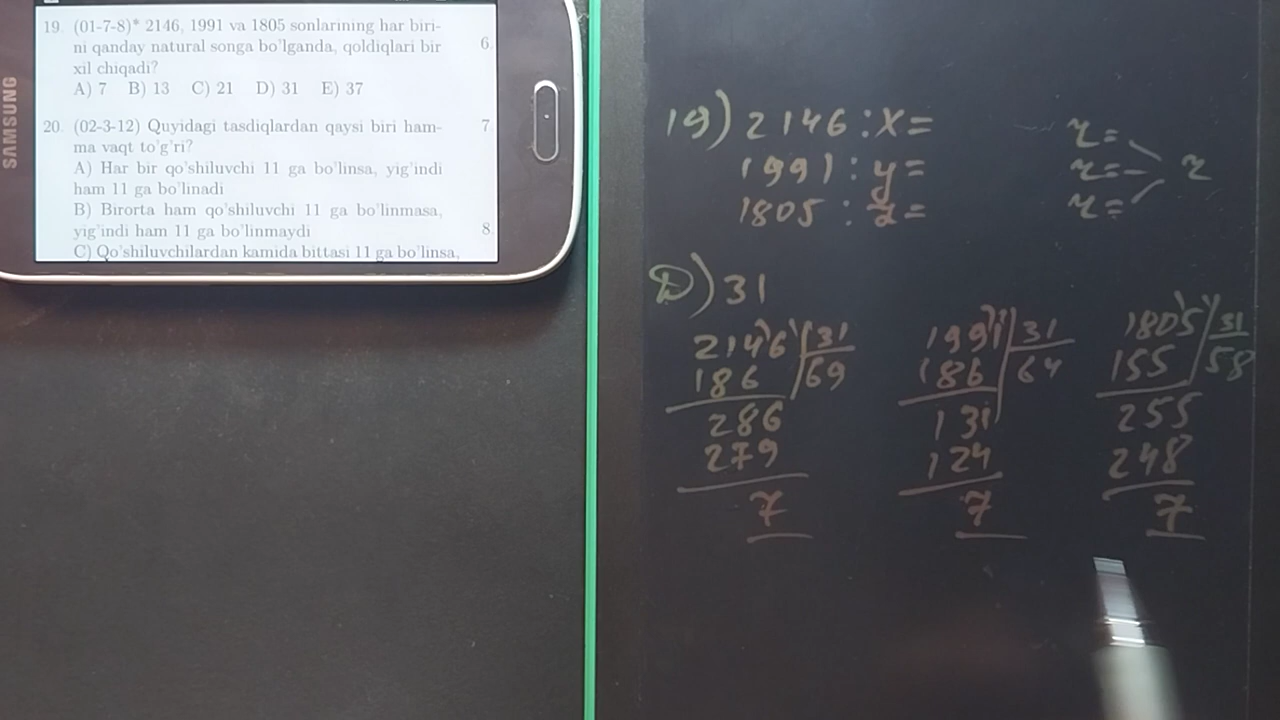 SAMSUNG
19. (01-7-8)* 2146, 1991 va 1805 sonlarining har biri-
ni qanday natural songa bo'lganda, qoldiqlari bir
xil chiqadi?
A) 7 B) 13 C) 21 D) 31 E) 37
20. (02-3-12) Quyidagi tasdiqlardan qaysi biri ham-
ma vaqt to'g'ri?
A) Har bir qo'shiluvchi 11 ga bo'linsa, yig'indi
ham 11 ga bo'linadi
B) Birorta ham qo'shiluvchi 11 ga bo'linmasa,
yig'indi ham 11 ga bo'linmaydi
C) Qo'shiluvchilardan kamida bittasi 11 ga bo'linsa,
6.
7.
8.
19) 2146 : x =
1991 : y =
1805 : z =
r =
r = r
r =
D) 31
2146 31
186 69
286
279
7
1991 31
186 64
131
124
7
1805 31
155 58
255
248
7